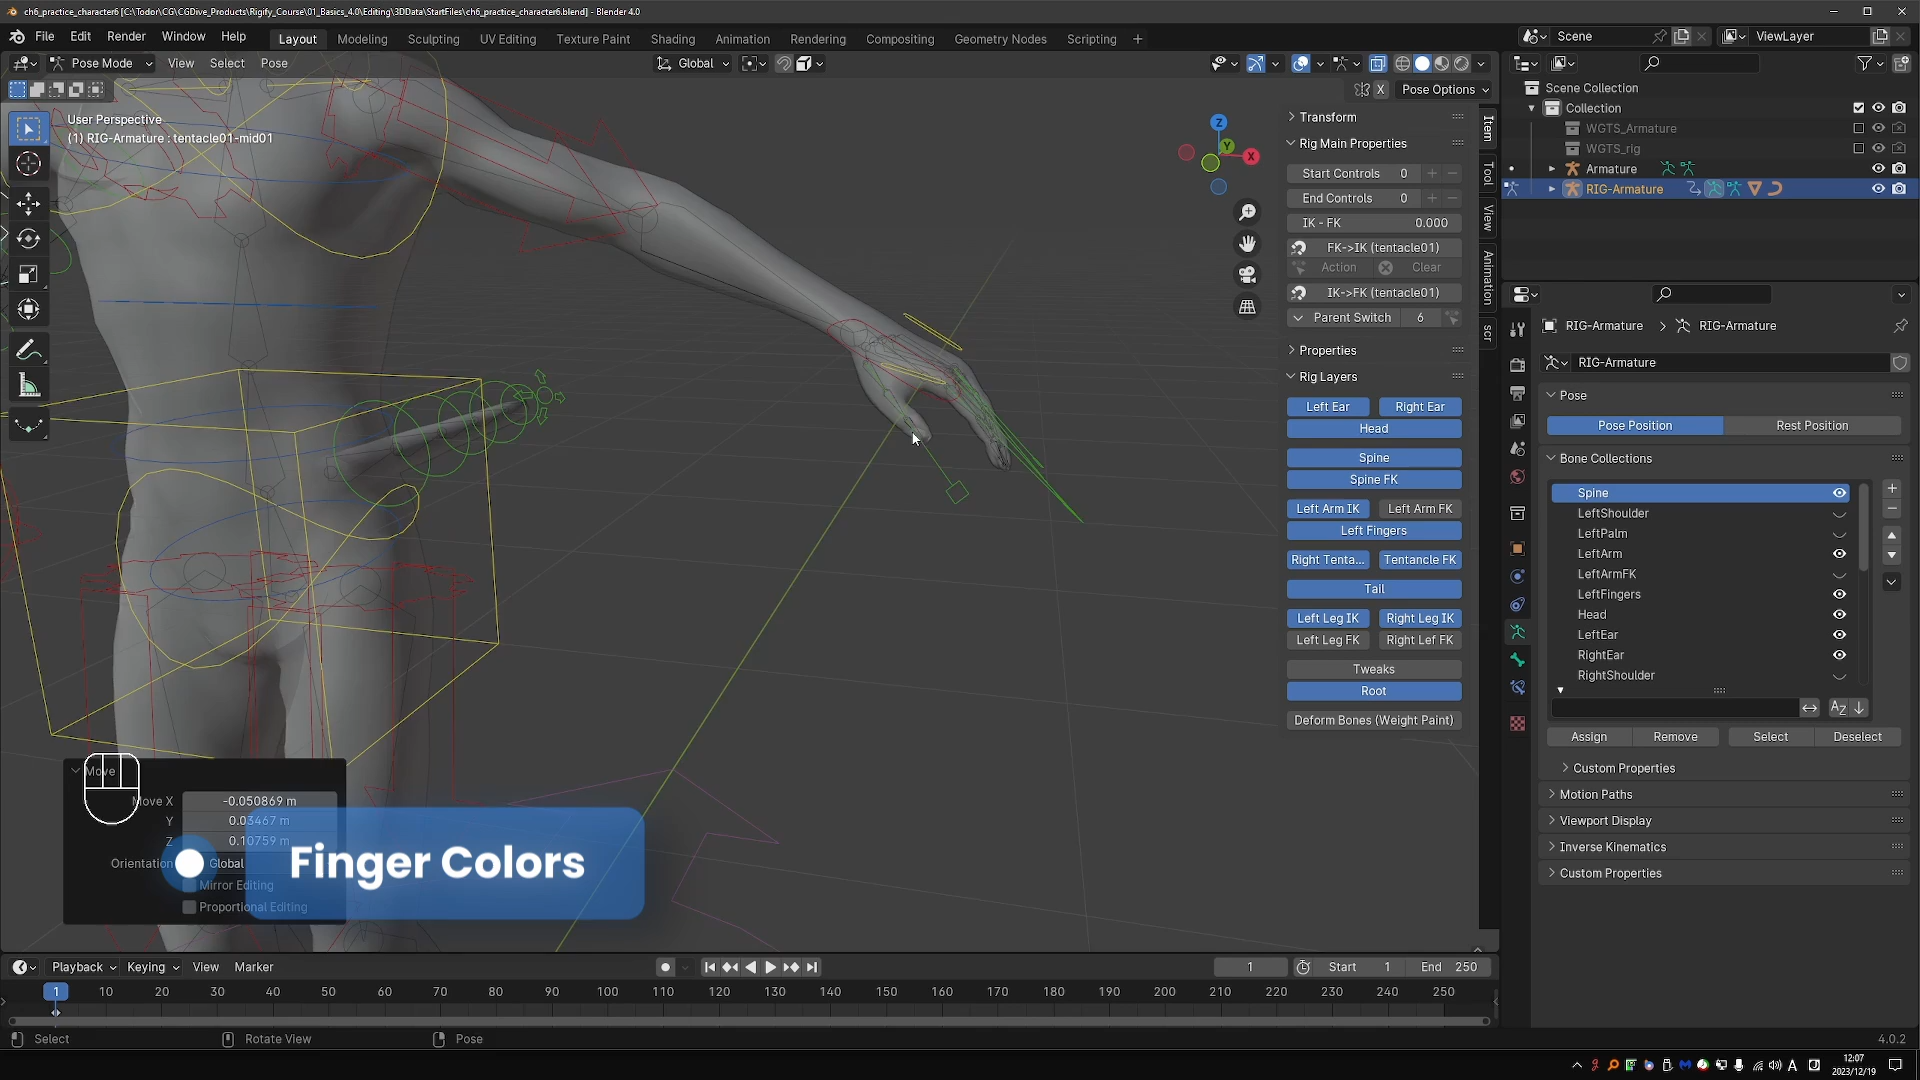 ch6_practice_character6 [C:\Todor\CG\CGDive_Products\Rigify_Course\01_Basics_4.0\Editing\3DData\StartFiles\ch6_practice_character6.blend] - Blender 4.0
File Edit Render Window Help Layout Modeling Sculpting UV Editing Texture Paint Shading Animation Rendering Compositing Geometry Nodes Scripting +
Scene ViewLayer
Pose Mode View Select Pose Global
X Pose Options
User Perspective
(1) RIG-Armature : tentacle01-mid01
Z
Y
X
Item
Tool
View
Animation
scr
Transform
Rig Main Properties
Start Controls 0 + −
End Controls 0 + −
IK - FK 0.000
FK->IK (tentacle01)
Action Clear
IK->FK (tentacle01)
Parent Switch 6
Properties
Rig Layers
Left Ear Right Ear
Head
Spine
Spine FK
Left Arm IK Left Arm FK
Left Fingers
Right Tenta... Tentancle FK
Tail
Left Leg IK Right Leg IK
Left Leg FK Right Lef FK
Tweaks
Root
Deform Bones (Weight Paint)
Scene Collection
Collection
WGTS_Armature
WGTS_rig
Armature
RIG-Armature
RIG-Armature > RIG-Armature
RIG-Armature
Pose
Pose Position Rest Position
Bone Collections
Spine
LeftShoulder
LeftPalm
LeftArm
LeftArmFK
LeftFingers
Head
LeftEar
RightEar
RightShoulder
Assign Remove Select Deselect
Custom Properties
Motion Paths
Viewport Display
Inverse Kinematics
Custom Properties
Move
Move X -0.050869 m
Y 0.03467 m
Z 0.10759 m
Orientation Global
Mirror Editing
Proportional Editing
Finger Colors
Playback Keying View Marker 1 Start 1 End 250
1 10 20 30 40 50 60 70 80 90 100 110 120 130 140 150 160 170 180 190 200 210 220 230 240 250
Select Rotate View Pose 4.0.2
A 12:07
2023/12/19